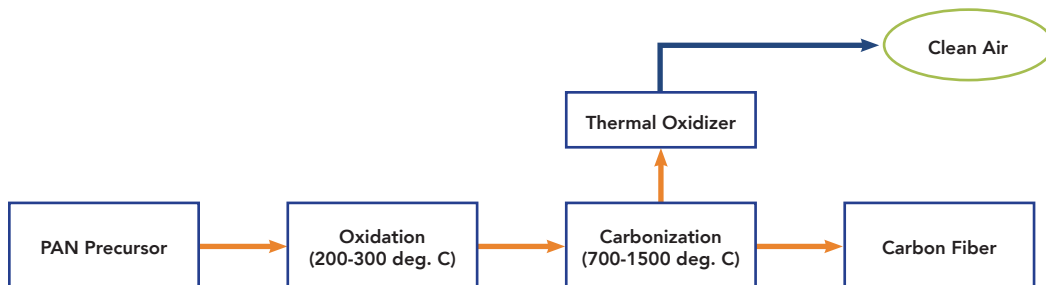 Clean Air
Thermal Oxidizer
PAN Precursor
Oxidation
(200-300 deg. C)
Carbonization
(700-1500 deg. C)
Carbon Fiber